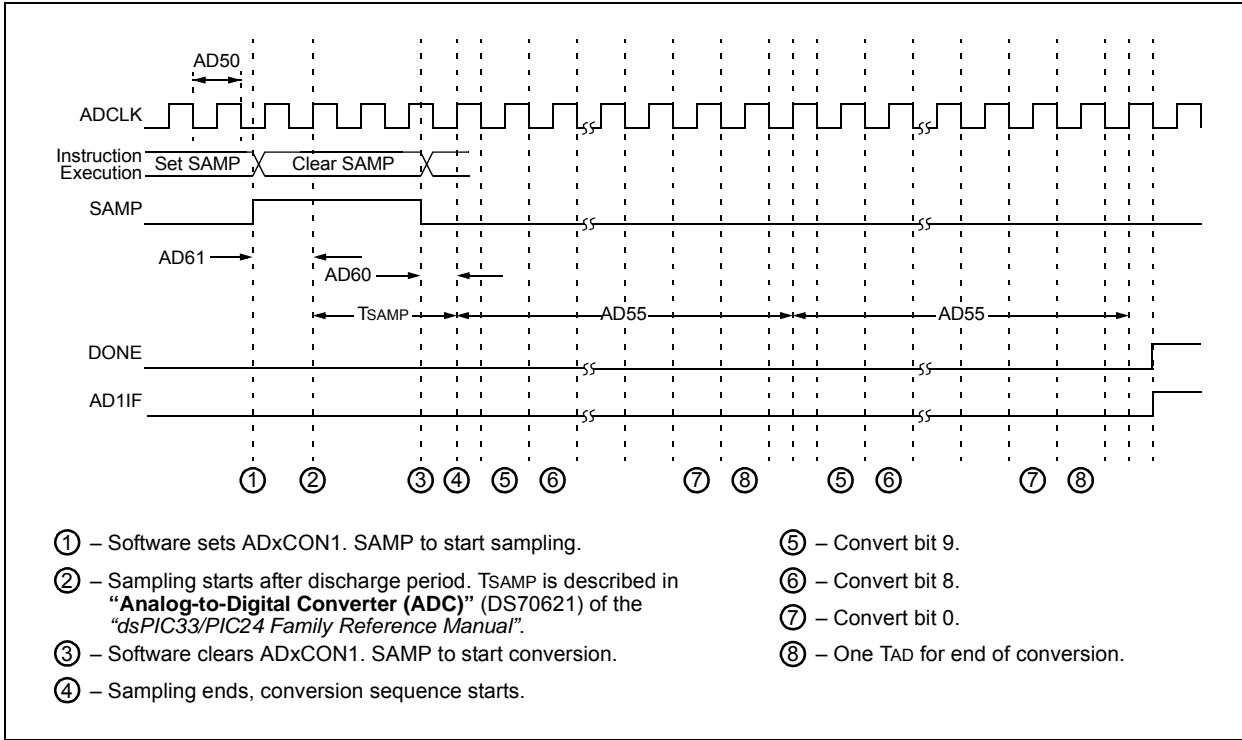 AD50
ADCLK
Instruction
Execution
Set SAMP
Clear SAMP
SAMP
AD61
AD60
TSAMP
AD55
AD55
DONE
AD1IF
1 2 3 4 5 6 7 8 5 6 7 8
1 – Software sets ADxCON1. SAMP to start sampling.
2 – Sampling starts after discharge period. TSAMP is described in
“Analog-to-Digital Converter (ADC)” (DS70621) of the
“dsPIC33/PIC24 Family Reference Manual”.
3 – Software clears ADxCON1. SAMP to start conversion.
4 – Sampling ends, conversion sequence starts.
5 – Convert bit 9.
6 – Convert bit 8.
7 – Convert bit 0.
8 – One TAD for end of conversion.